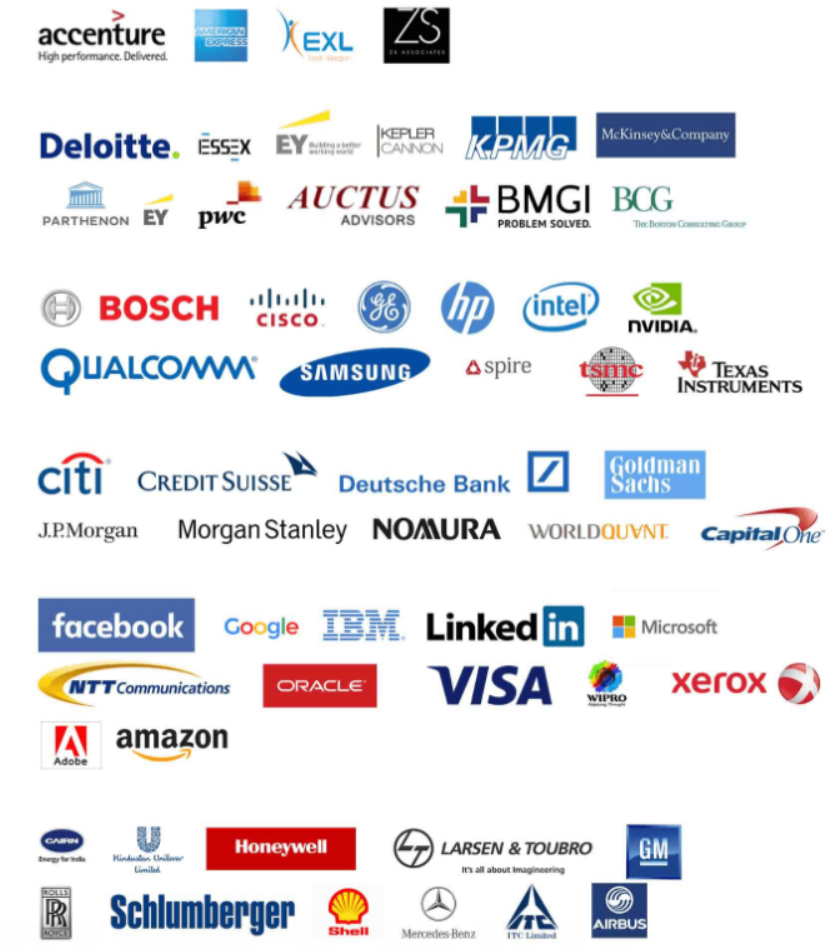 accenture AMERICAN EXPRESS EXL ZS
High performance. Delivered. look deeper. ZS ASSOCIATES
Deloitte. ESSEX EY Building a better working world KEPLER CANNON KPMG McKinsey&Company
PARTHENON EY pwc AUCTUS ADVISORS BMGI PROBLEM SOLVED. BCG THE BOSTON CONSULTING GROUP
BOSCH CISCO GE hp intel NVIDIA.
QUALCOMM SAMSUNG spire tsmc TEXAS INSTRUMENTS
citi CREDIT SUISSE Deutsche Bank Goldman Sachs
J.P.Morgan Morgan Stanley NOMURA WORLDQUANT Capital One
facebook Google IBM LinkedIn Microsoft
NTT Communications ORACLE VISA WIPRO Applying Thought xerox
Adobe amazon
CAIRN Energy for India Hindustan Unilever Limited Honeywell LARSEN & TOUBRO It's all about Imagineering GM
ROLLS RR ROYCE Schlumberger Shell Mercedes-Benz ITC Limited AIRBUS